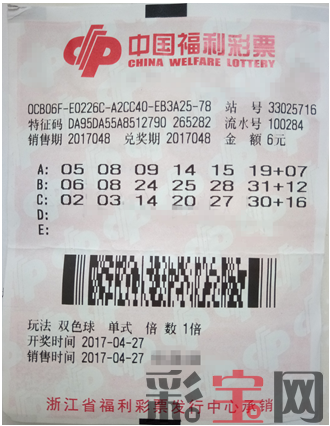 中国福利彩票
CHINA WELFARE LOTTERY
OCB06F-E0226C-A2CC40-EB3A25-78 站 号 33025716
特征码 DA95DA55A8512790 265282 流水号 100284
销售期 2017048 兑奖期 2017048 金 额 6元
A: 05 08 09 14 15 19+07
B: 06 08 24 25 28 31+12
C: 02 03 14 20 27 30+16
D:
E:
玩法 双色球 单式 倍 数 1倍
开奖时间 2017-04-27
销售时间 2017-04-27
彩宝网
浙江省福利彩票发行中心承销